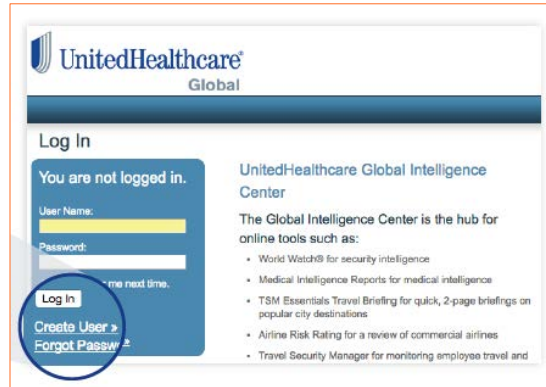 UnitedHealthcare®
Global
Log In
You are not logged in.
User Name:
Password:
me next time.
Log In
Create User »
Forgot Passw »
UnitedHealthcare Global Intelligence
Center
The Global Intelligence Center is the hub for
online tools such as:
• World Watch® for security intelligence
• Medical Intelligence Reports for medical intelligence
• TSM Essentials Travel Briefing for quick, 2-page briefings on
popular city destinations
• Airline Risk Rating for a review of commercial airlines
• Travel Security Manager for monitoring employee travel and